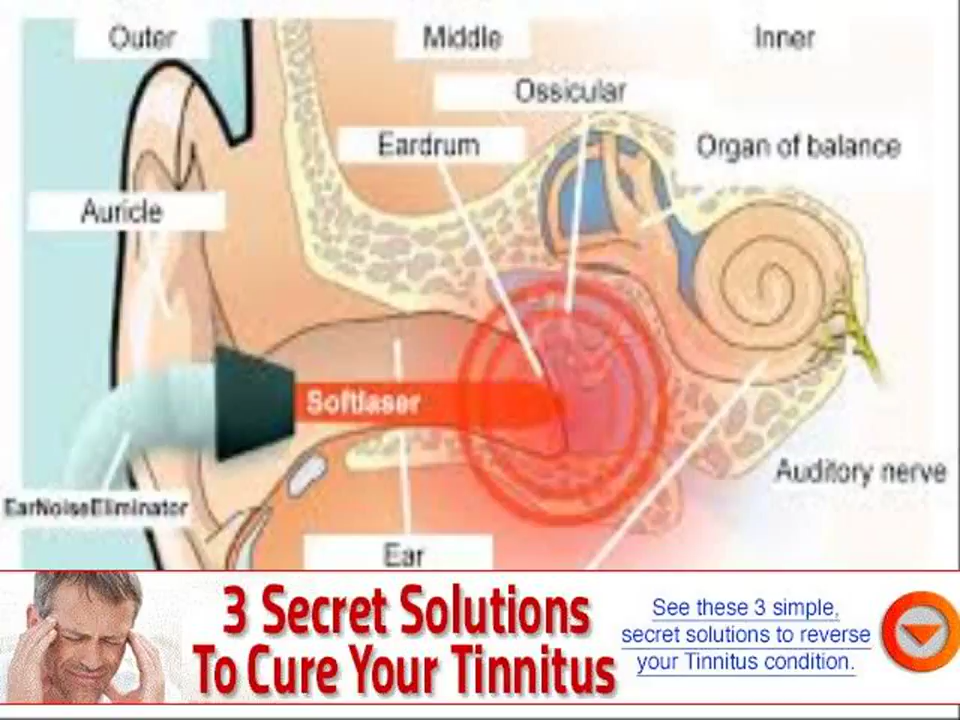 Outer
Middle
Inner
Ossicular
Eardrum
Organ of balance
Auricle
Softlaser
Auditory nerve
EarNoiseEliminator
Ear
3 Secret Solutions
To Cure Your Tinnitus
See these 3 simple,
secret solutions to reverse
your Tinnitus condition.